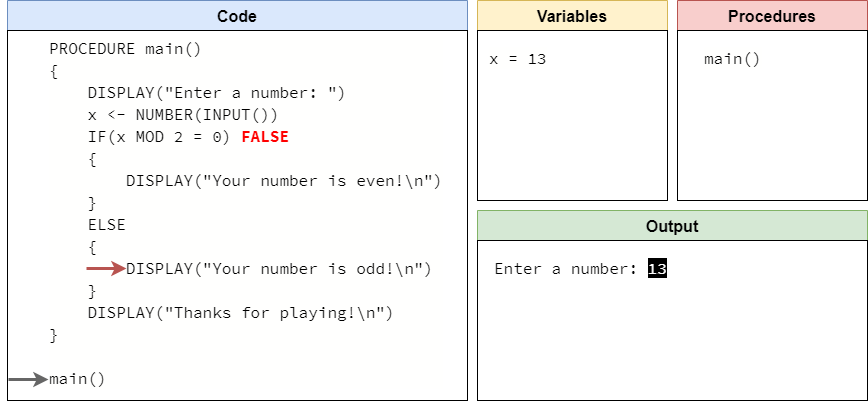 Code
PROCEDURE main()
{
DISPLAY("Enter a number: ")
x <- NUMBER(INPUT())
IF(x MOD 2 = 0) FALSE
{
DISPLAY("Your number is even!\n")
}
ELSE
{
DISPLAY("Your number is odd!\n")
}
DISPLAY("Thanks for playing!\n")
}
main()
Variables
x = 13
Procedures
main()
Output
Enter a number: 13